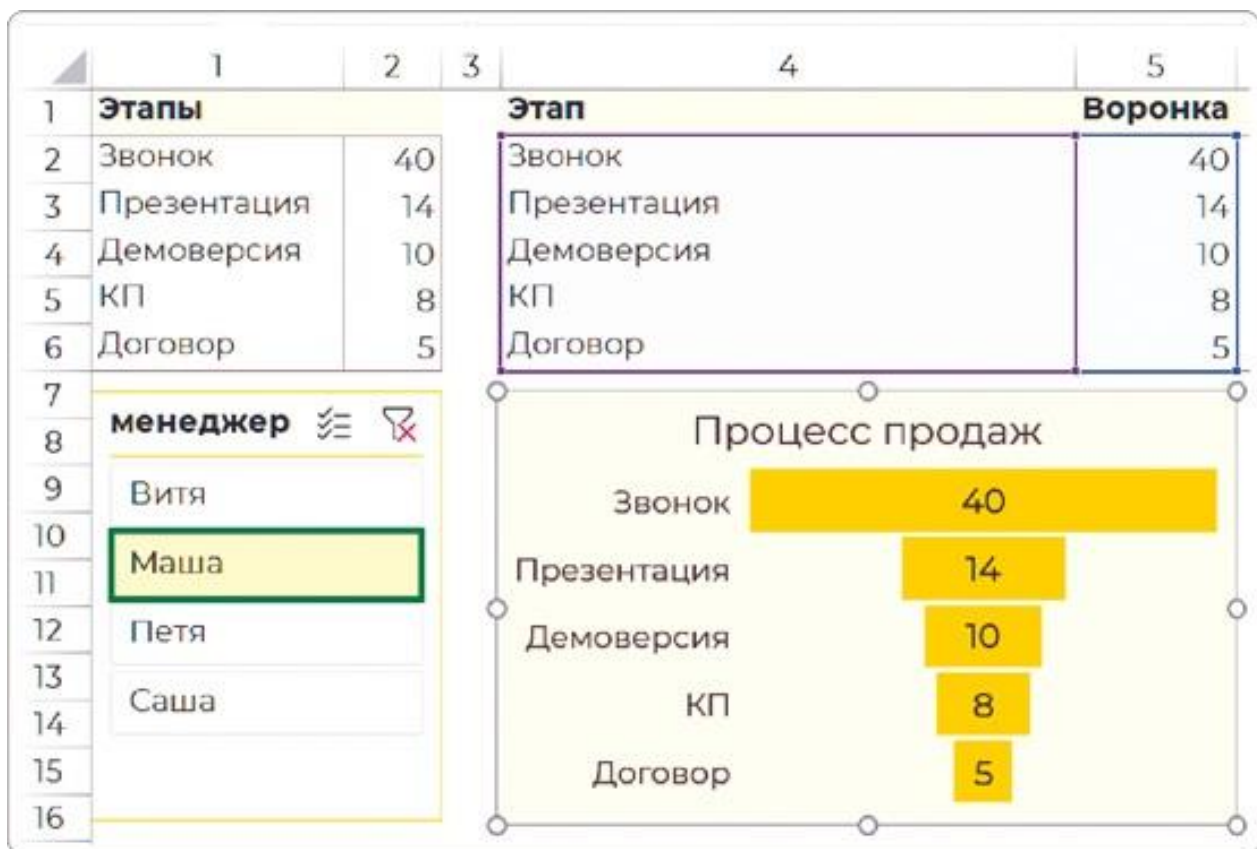 1 2 3 4 5
1 Этапы Этап Воронка
2 Звонок 40 Звонок 40
3 Презентация 14 Презентация 14
4 Демоверсия 10 Демоверсия 10
5 КП 8 КП 8
6 Договор 5 Договор 5
7
8 менеджер Процесс продаж
9 Витя Звонок 40
10
11 Маша Презентация 14
12 Петя Демоверсия 10
13
14 Саша КП 8
15 Договор 5
16